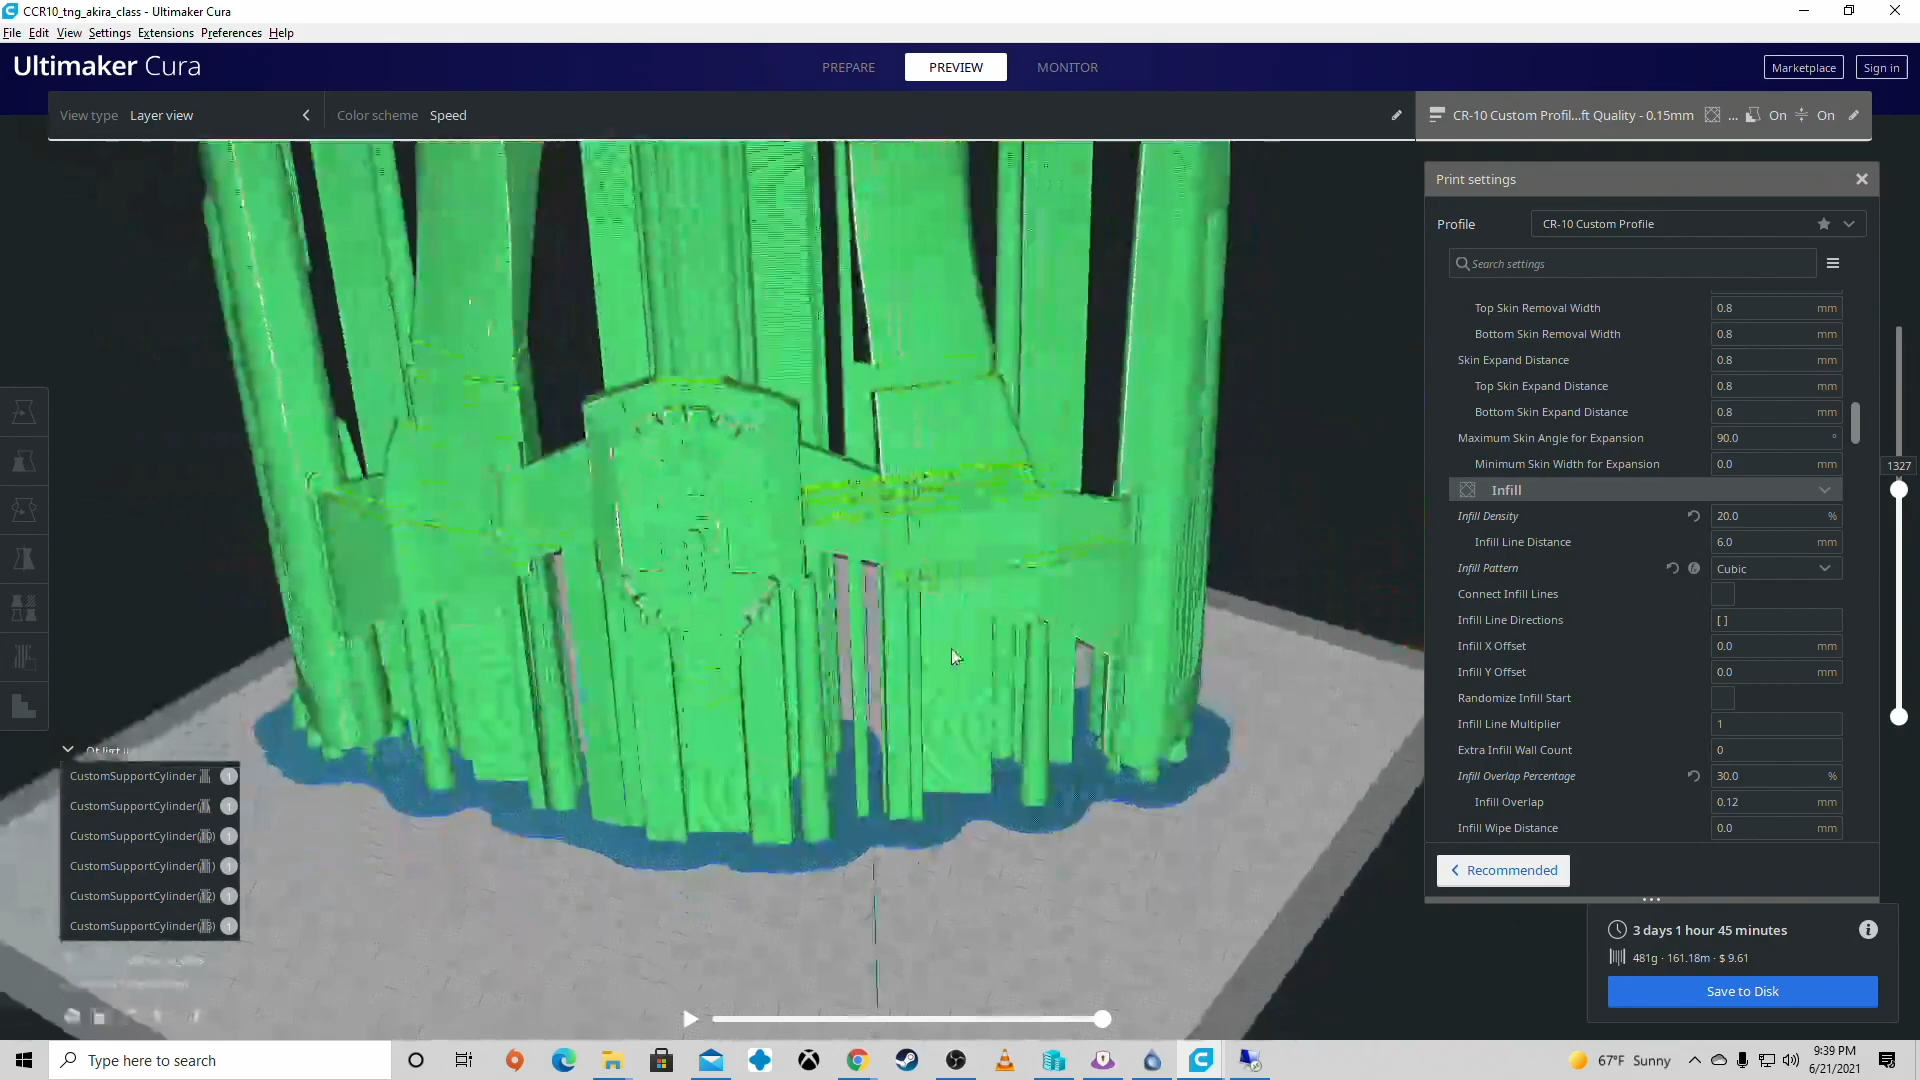 CCR10_tng_akira_class - Ultimaker Cura
File Edit View Settings Extensions Preferences Help
Ultimaker Cura
PREPARE PREVIEW MONITOR
Marketplace Sign in
View type Layer view Color scheme Speed
CR-10 Custom Profil...ft Quality - 0.15mm ... On On
Print settings
Profile CR-10 Custom Profile
Search settings
Top Skin Removal Width 0.8 mm
Bottom Skin Removal Width 0.8 mm
Skin Expand Distance 0.8 mm
Top Skin Expand Distance 0.8 mm
Bottom Skin Expand Distance 0.8 mm
Maximum Skin Angle for Expansion 90.0 °
Minimum Skin Width for Expansion 0.0 mm
1327
Infill
Infill Density 20.0 %
Infill Line Distance 6.0 mm
Infill Pattern Cubic
Connect Infill Lines
Infill Line Directions [ ]
Infill X Offset 0.0 mm
Infill Y Offset 0.0 mm
Randomize Infill Start
Infill Line Multiplier 1
Extra Infill Wall Count 0
Infill Overlap Percentage 30.0 %
Infill Overlap 0.12 mm
Infill Wipe Distance 0.0 mm
Recommended
CustomSupportCylinder 1
CustomSupportCylinder( 1
CustomSupportCylinder( 1
CustomSupportCylinder( 1
CustomSupportCylinder( 1
CustomSupportCylinder( 1
3 days 1 hour 45 minutes
481g · 161.18m · $ 9.61
Save to Disk
Type here to search
67°F Sunny
9:39 PM
6/21/2021